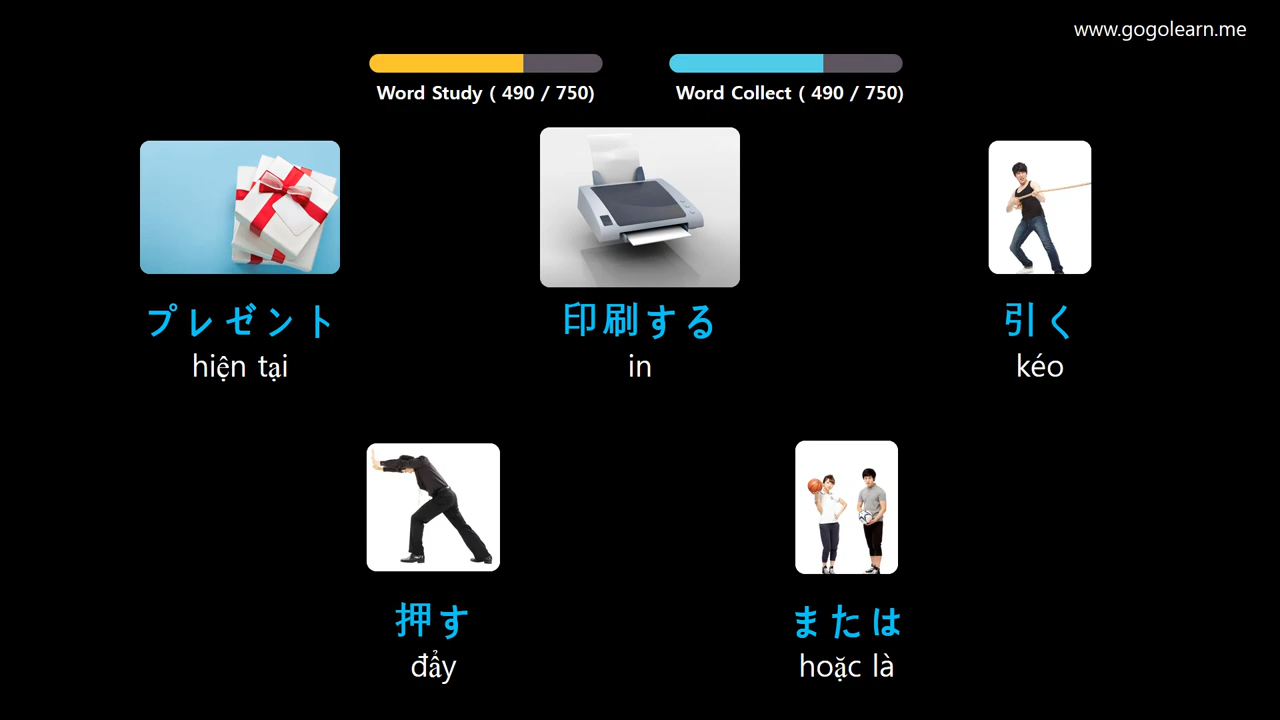 www.gogolearn.me
Word Study ( 490 / 750)
Word Collect ( 490 / 750)
プレゼント
hiện tại
印刷する
in
引く
kéo
押す
đẩy
または
hoặc là